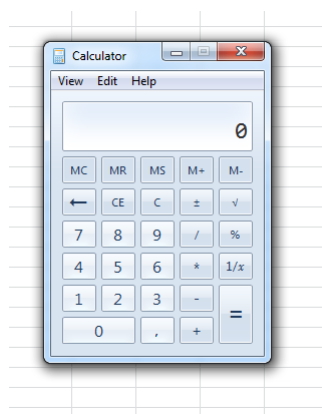 Calculator
View Edit Help
0
MC MR MS M+ M-
← CE C ± √
7 8 9 / %
4 5 6 * 1/x
1 2 3 - =
0 , +